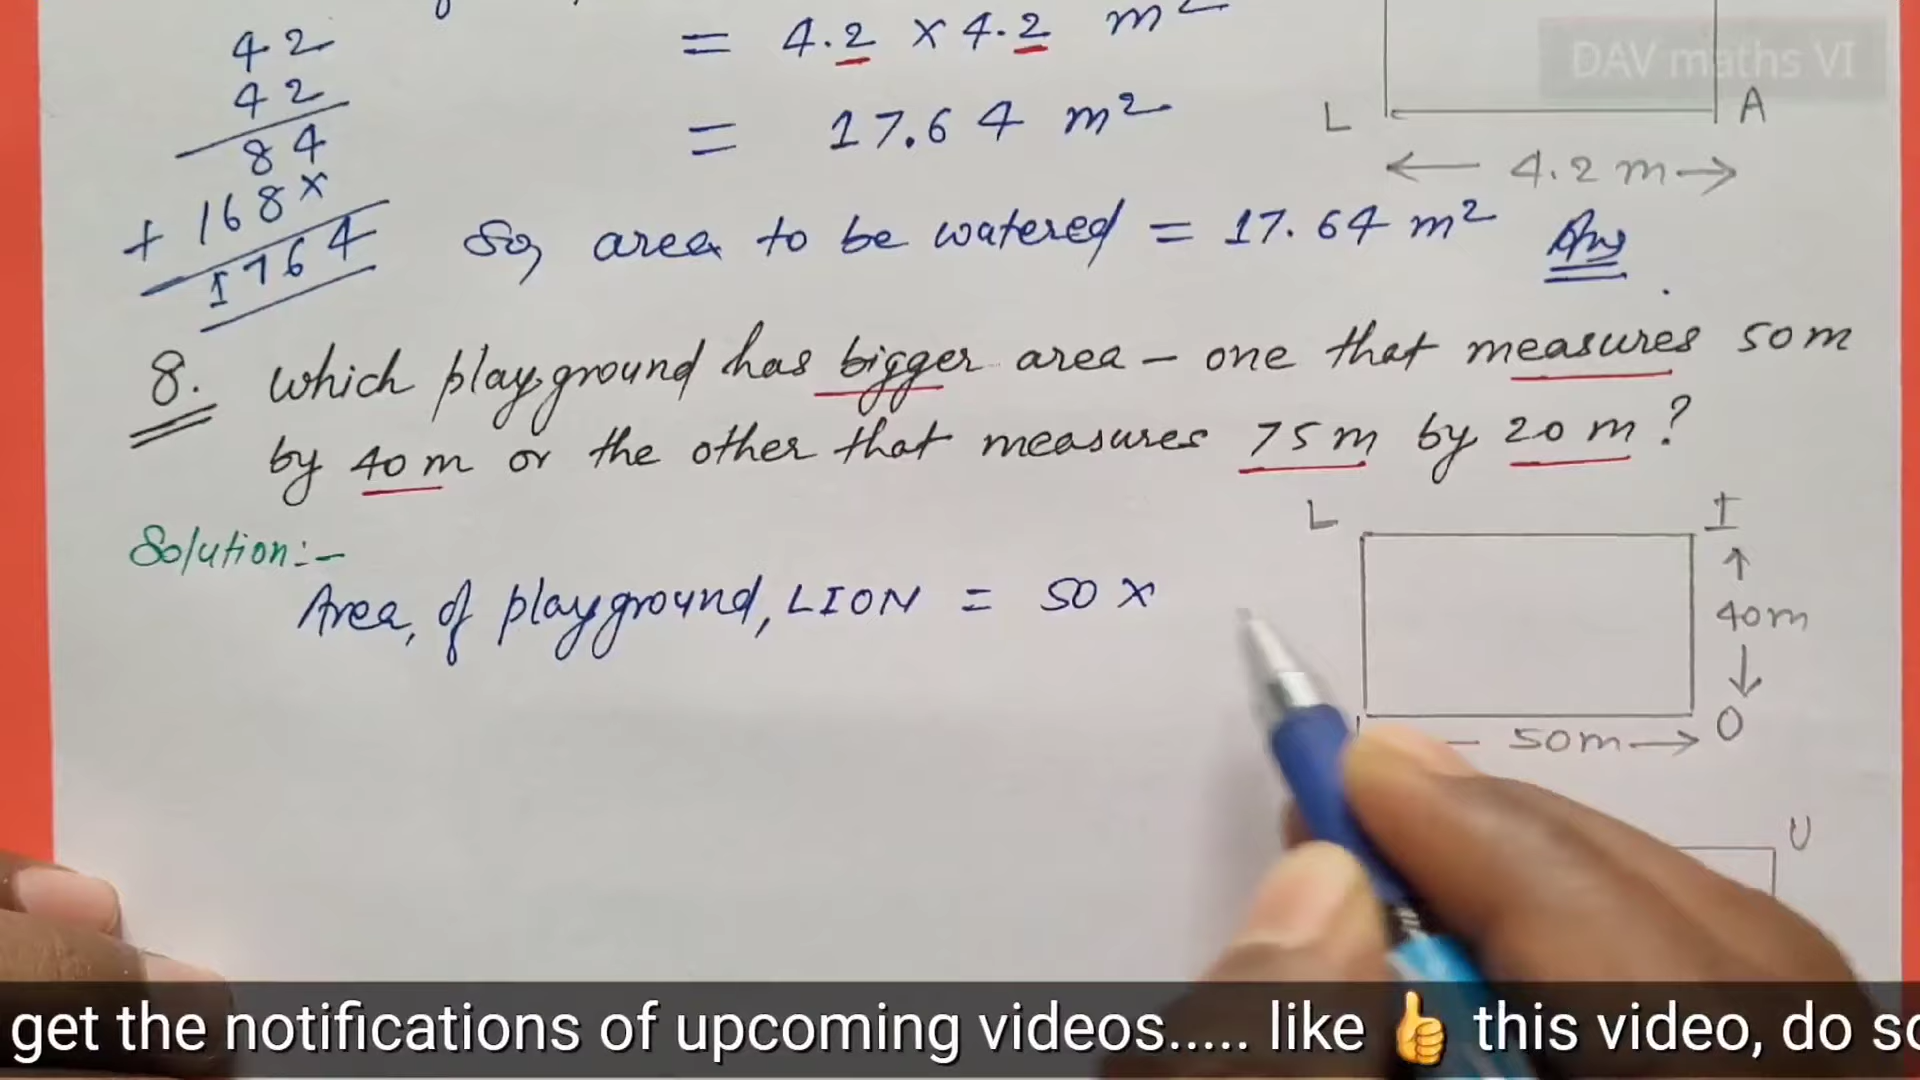 = 4.2 × 4.2 m²
DAV maths VI
42
42
84
+ 168×
1764
= 17.64 m²
L A
4.2 m
So, area to be watered = 17.64 m² Ans
8. Which playground has bigger area – one that measures 50m
by 40m or the other that measures 75m by 20m?
Solution:-
L I
Area, of playground, LION = 50 ×
40m
50m O
U
get the notifications of upcoming videos..... like 👍 this video, do